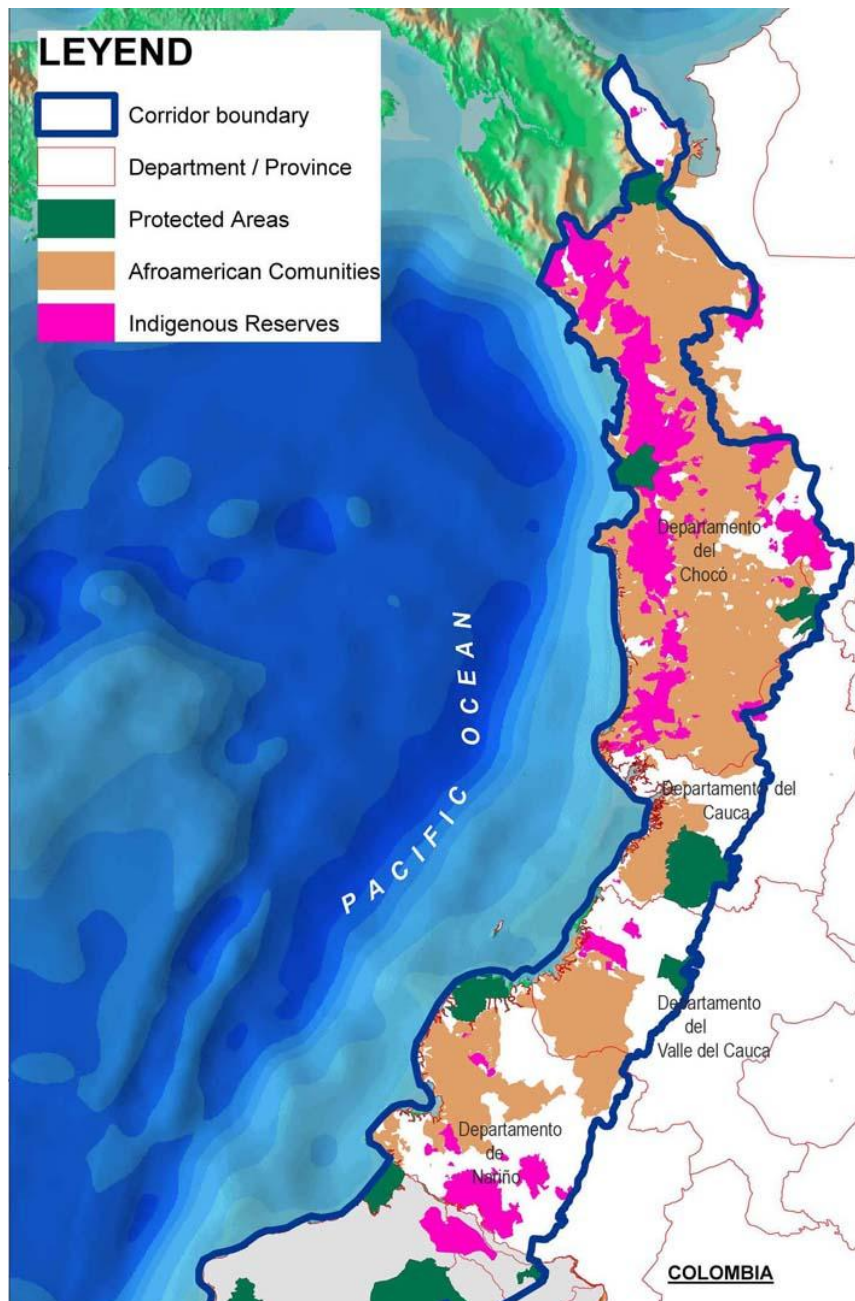 LEYEND
Corridor boundary
Department / Province
Protected Areas
Afroamerican Comunities
Indigenous Reserves
Departamento
del
Chocó
PACIFIC OCEAN
Departamento del
Cauca
Departamento
del
Valle del Cauca
Departamento
de
Nariño
COLOMBIA